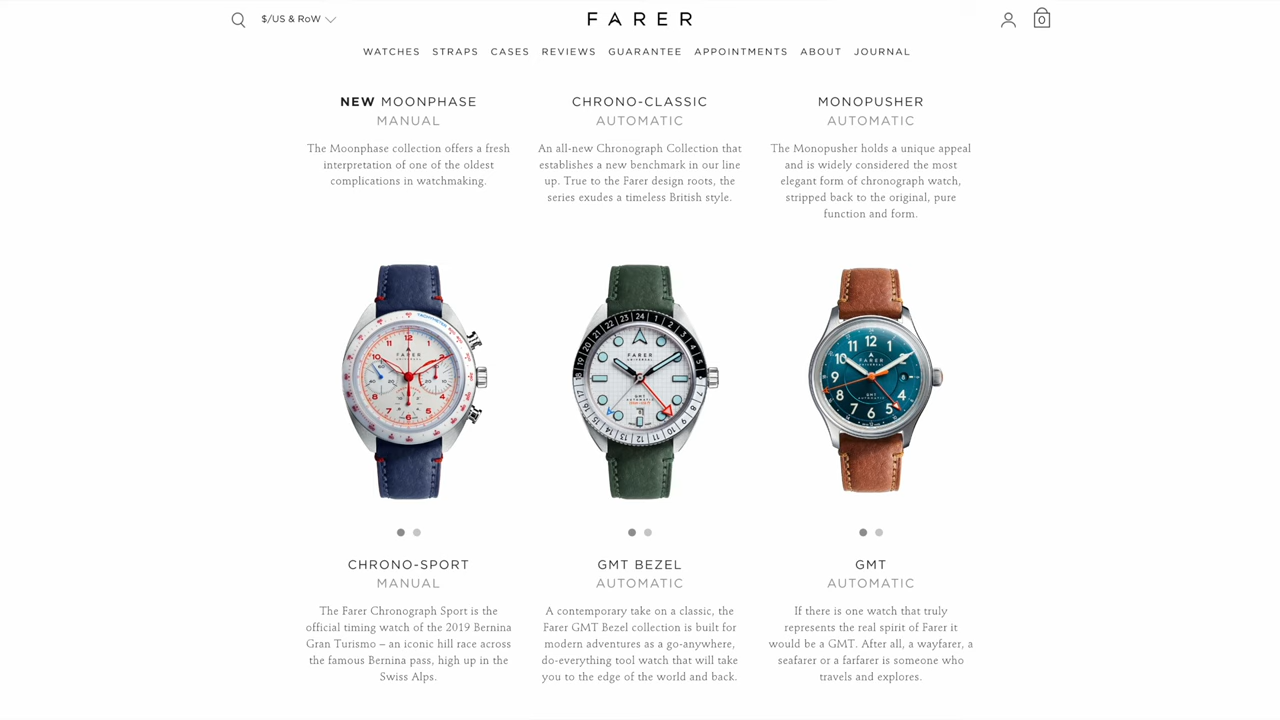 $/US & RoW
FARER
0
WATCHES STRAPS CASES REVIEWS GUARANTEE APPOINTMENTS ABOUT JOURNAL
NEW MOONPHASE
MANUAL
The Moonphase collection offers a fresh
interpretation of one of the oldest
complications in watchmaking.
CHRONO-CLASSIC
AUTOMATIC
An all-new Chronograph Collection that
establishes a new benchmark in our line
up. True to the Farer design roots, the
series exudes a timeless British style.
MONOPUSHER
AUTOMATIC
The Monopusher holds a unique appeal
and is widely considered the most
elegant form of chronograph watch,
stripped back to the original, pure
function and form.
CHRONO-SPORT
MANUAL
The Farer Chronograph Sport is the
official timing watch of the 2019 Bernina
Gran Turismo – an iconic hill race across
the famous Bernina pass, high up in the
Swiss Alps.
GMT BEZEL
AUTOMATIC
A contemporary take on a classic, the
Farer GMT Bezel collection is built for
modern adventures as a go-anywhere,
do-everything tool watch that will take
you to the edge of the world and back.
GMT
AUTOMATIC
If there is one watch that truly
represents the real spirit of Farer it
would be a GMT. After all, a wayfarer, a
seafarer or a farfarer is someone who
travels and explores.